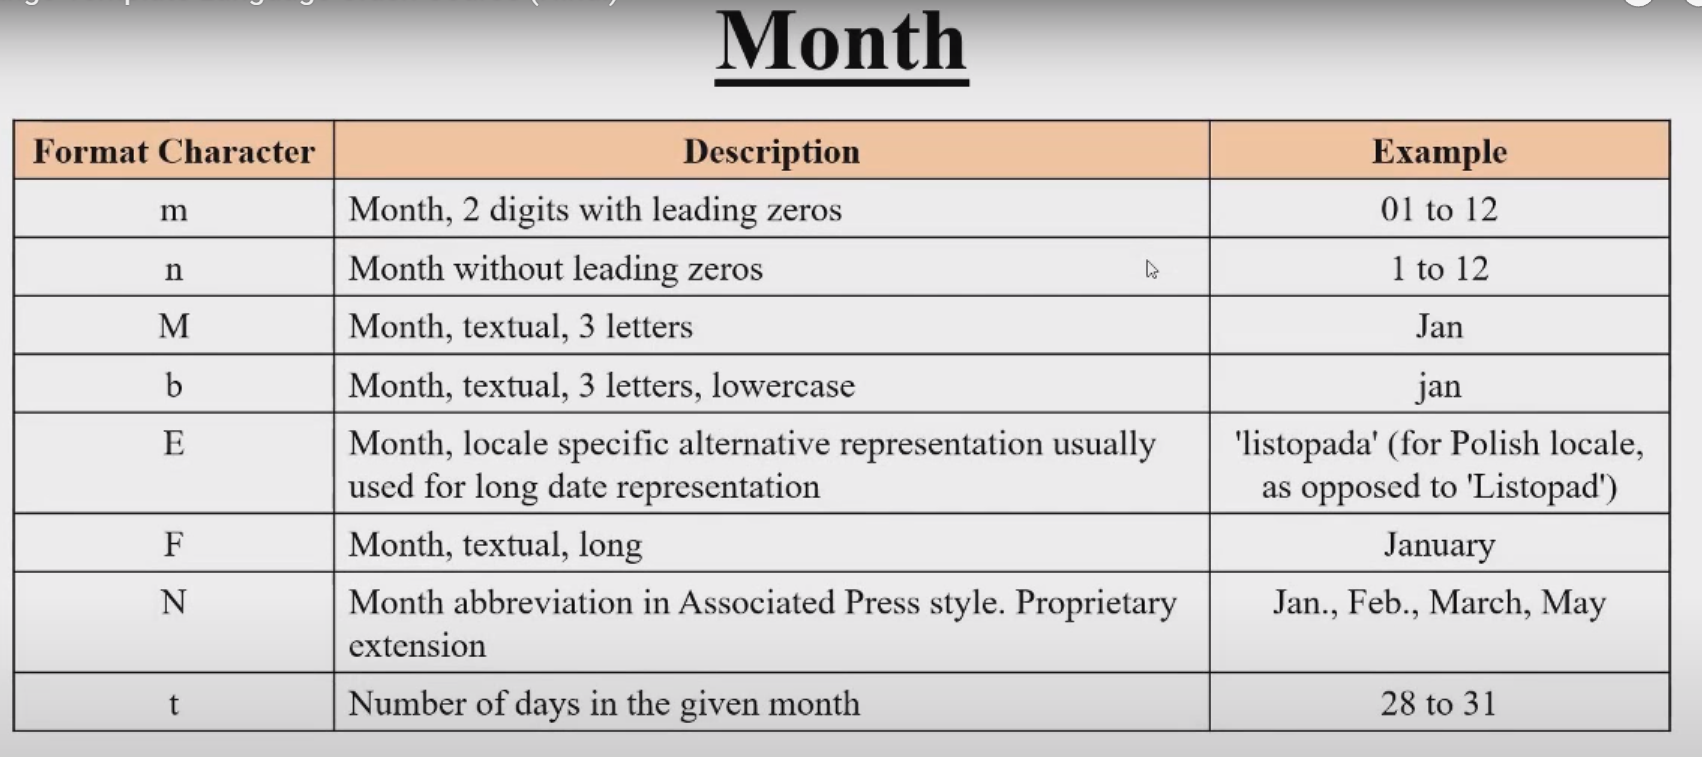 Month
Format Character Description Example
m Month, 2 digits with leading zeros 01 to 12
n Month without leading zeros 1 to 12
M Month, textual, 3 letters Jan
b Month, textual, 3 letters, lowercase jan
E Month, locale specific alternative representation usually 'listopada' (for Polish locale,
used for long date representation as opposed to 'Listopad')
F Month, textual, long January
N Month abbreviation in Associated Press style. Proprietary Jan., Feb., March, May
extension
t Number of days in the given month 28 to 31